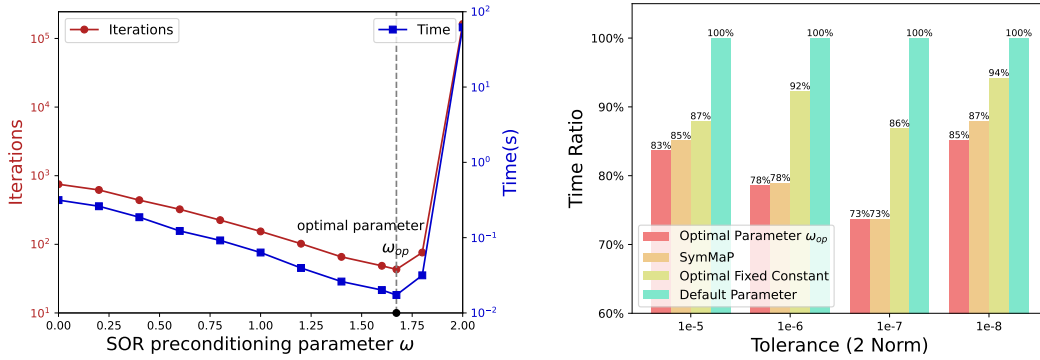 Iterations
Time
10^5
10^4
10^3
10^2
10^1
Iterations
10^2
10^1
10^0
10^−1
10^−2
Time(s)
optimal parameter
ω_op
0.00 0.25 0.50 0.75 1.00 1.25 1.50 1.75 2.00
SOR preconditioning parameter ω
100%
90%
80%
70%
60%
Time Ratio
83% 85% 87% 100%
78% 78% 92% 100%
73% 73% 86% 100%
85% 87% 94% 100%
Optimal Parameter ω_op
SymMaP
Optimal Fixed Constant
Default Parameter
1e-5 1e-6 1e-7 1e-8
Tolerance (2 Norm)